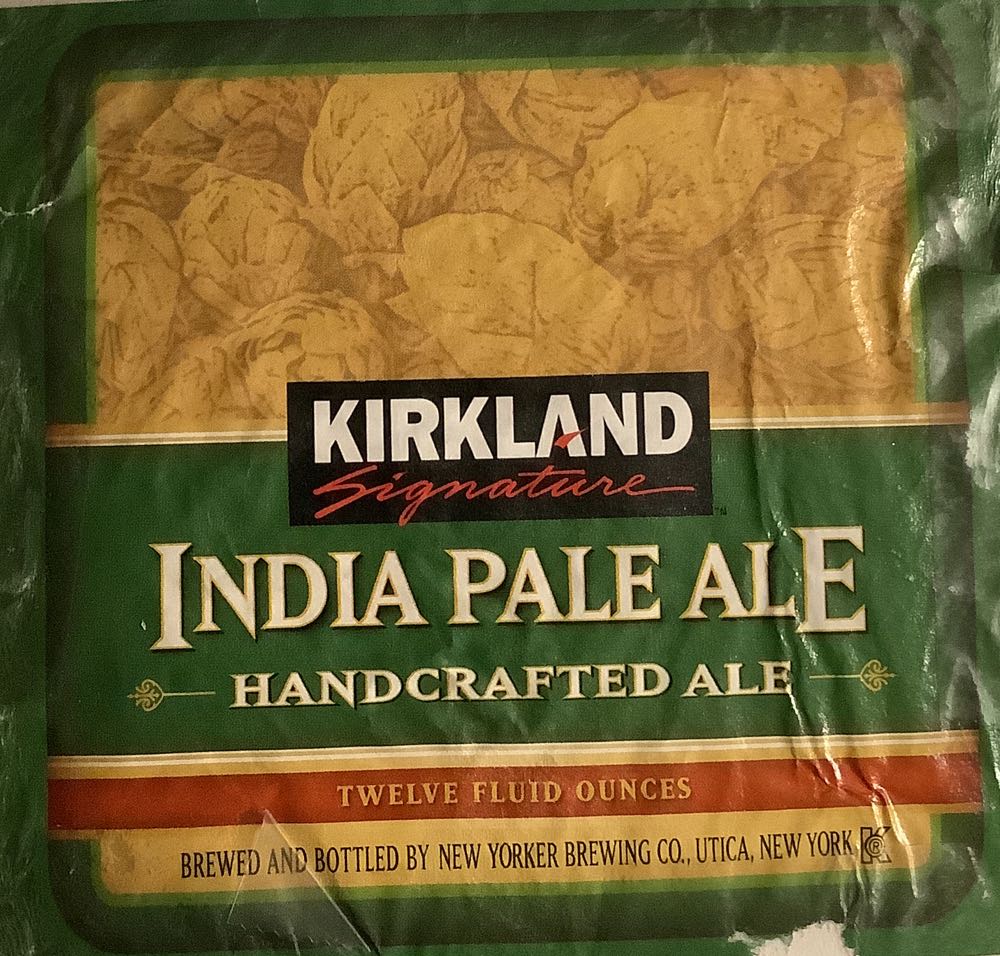 KIRKLAND
Signature™
INDIA PALE ALE
HANDCRAFTED ALE
TWELVE FLUID OUNCES
BREWED AND BOTTLED BY NEW YORKER BREWING CO., UTICA, NEW YORK K®